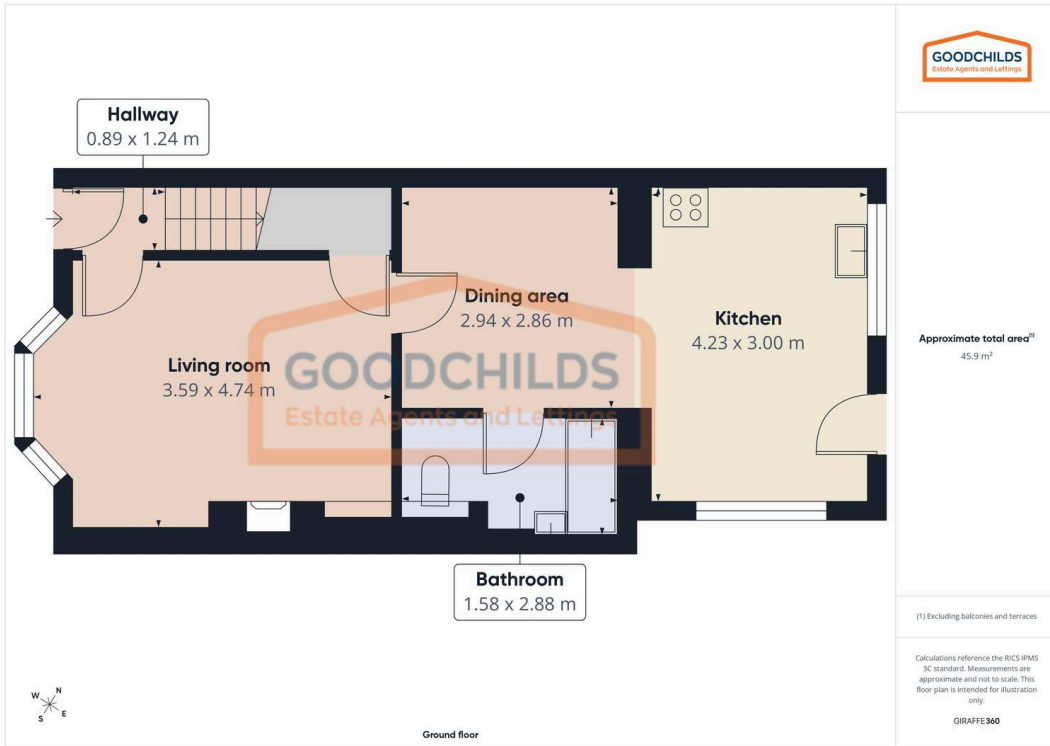 Hallway
0.89 x 1.24 m
GOODCHILDS
Estate Agents and Lettings
Dining area
2.94 x 2.86 m
Kitchen
4.23 x 3.00 m
Living room
3.59 x 4.74 m
GOODCHILDS
Estate Agents and Lettings
Approximate total area⁽¹⁾
45.9 m²
Bathroom
1.58 x 2.88 m
(1) Excluding balconies and terraces
Calculations reference the RICS IPMS
3C standard. Measurements are
approximate and not to scale. This
floor plan is intended for illustration
only.
GIRAFFE360
W N
S E
Ground floor